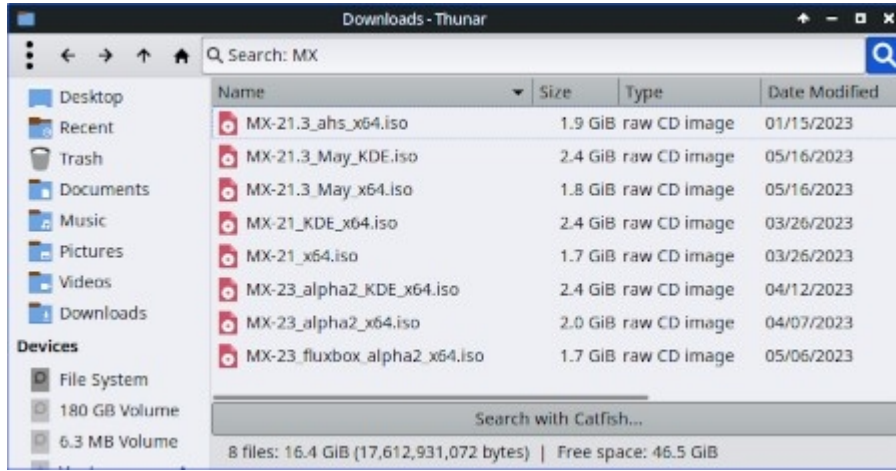 Downloads - Thunar
Search: MX
Name Size Type Date Modified
MX-21.3_ahs_x64.iso 1.9 GiB raw CD image 01/15/2023
MX-21.3_May_KDE.iso 2.4 GiB raw CD image 05/16/2023
MX-21.3_May_x64.iso 1.8 GiB raw CD image 05/16/2023
MX-21_KDE_x64.iso 2.4 GiB raw CD image 03/26/2023
MX-21_x64.iso 1.7 GiB raw CD image 03/26/2023
MX-23_alpha2_KDE_x64.iso 2.4 GiB raw CD image 04/12/2023
MX-23_alpha2_x64.iso 2.0 GiB raw CD image 04/07/2023
MX-23_fluxbox_alpha2_x64.iso 1.7 GiB raw CD image 05/06/2023
Desktop
Recent
Trash
Documents
Music
Pictures
Videos
Downloads
Devices
File System
180 GB Volume
6.3 MB Volume
Search with Catfish...
8 files: 16.4 GiB (17,612,931,072 bytes) | Free space: 46.5 GiB